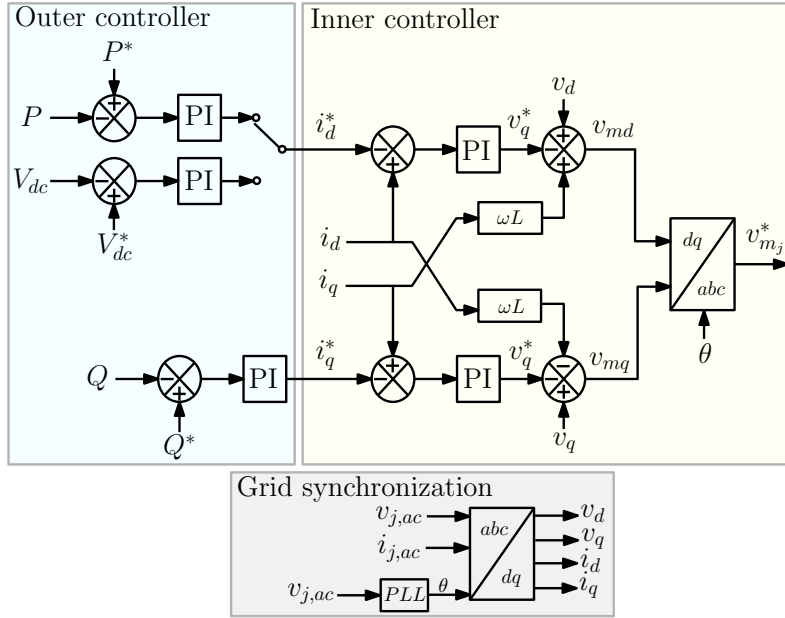 Outer controller
P*
P
PI
V_dc
PI
V*_dc
Q
PI
Q*
Inner controller
i*_d
PI
v*_q
v_d
v_md
ωL
i_d
i_q
ωL
i*_q
PI
v*_q
v_mq
v_q
dq
abc
v*_mj
θ
Grid synchronization
v_j,ac
i_j,ac
v_j,ac
PLL
θ
abc
dq
v_d
v_q
i_d
i_q